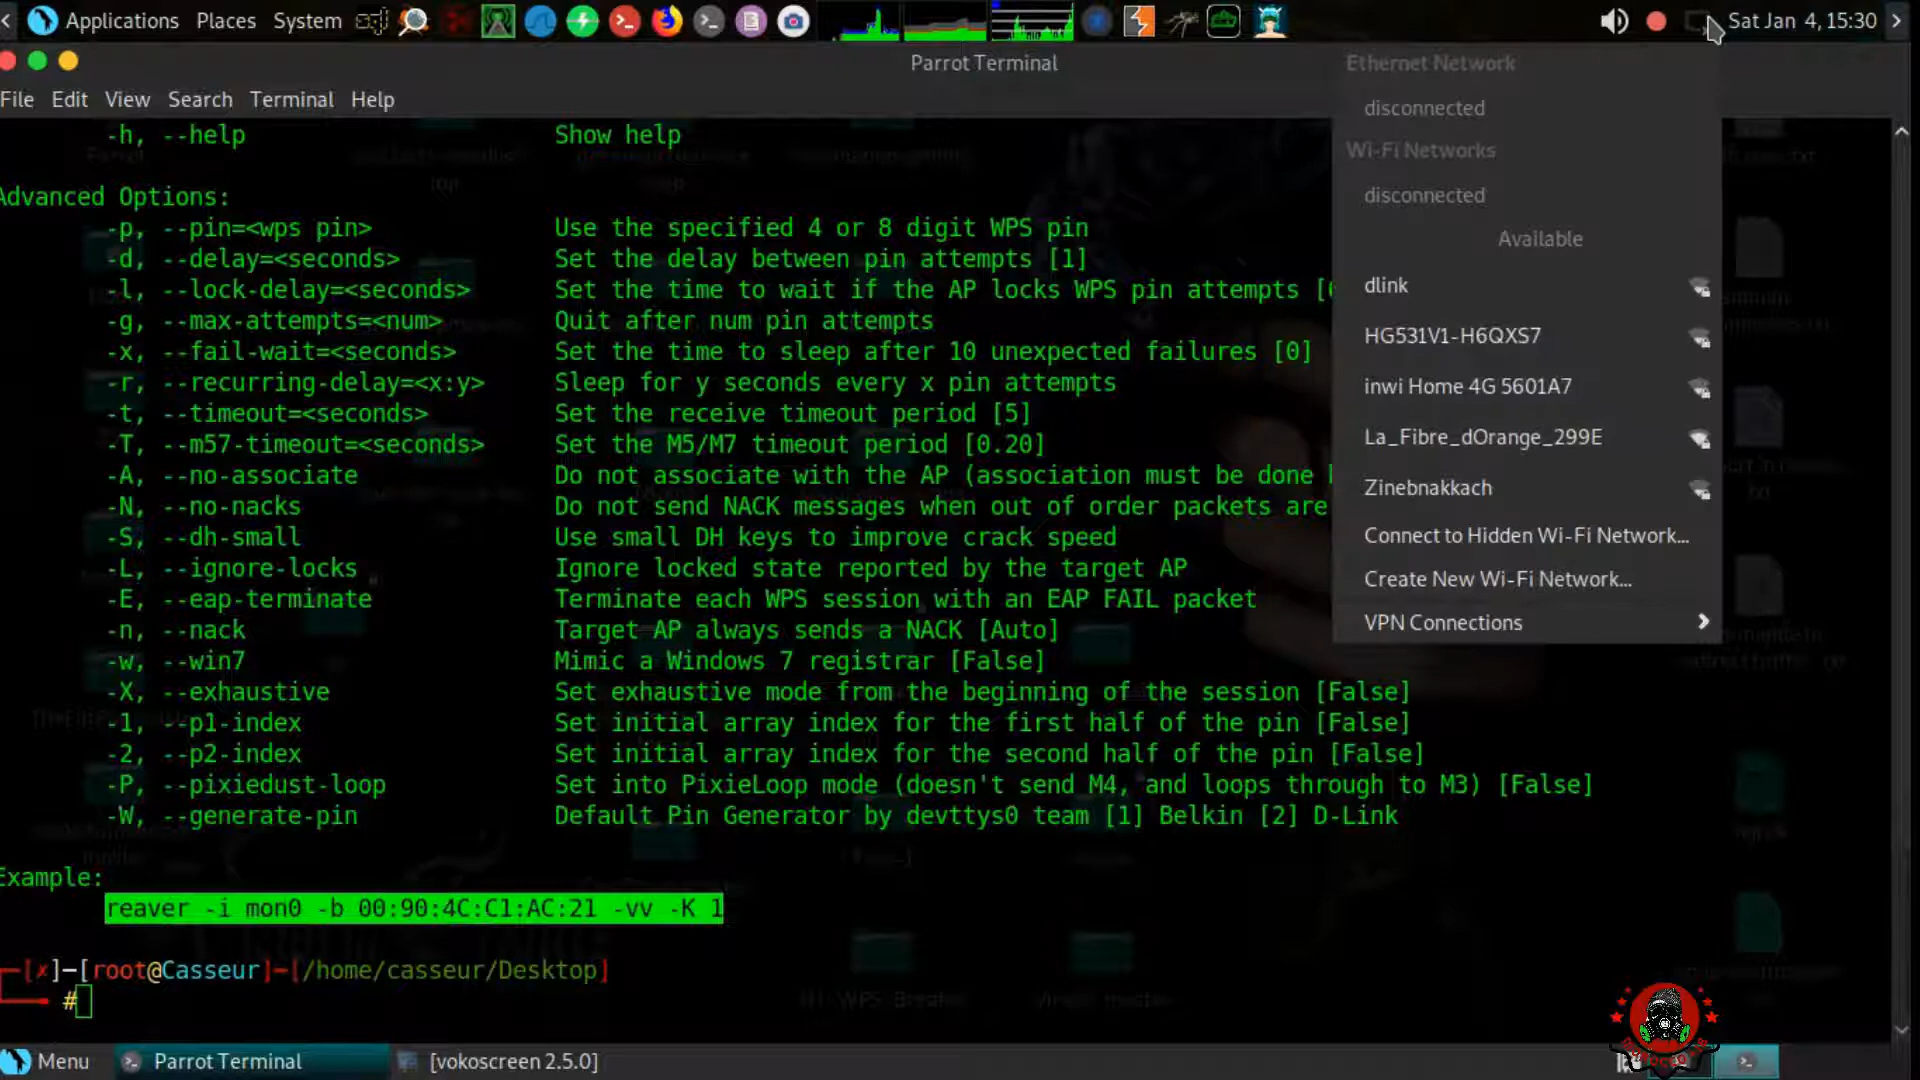 Applications Places System
Sat Jan 4, 15:30
Parrot Terminal
File Edit View Search Terminal Help
-h, --help Show help
Advanced Options:
-p, --pin=<wps pin> Use the specified 4 or 8 digit WPS pin
-d, --delay=<seconds> Set the delay between pin attempts [1]
-l, --lock-delay=<seconds> Set the time to wait if the AP locks WPS pin attempts
-g, --max-attempts=<num> Quit after num pin attempts
-x, --fail-wait=<seconds> Set the time to sleep after 10 unexpected failures [0]
-r, --recurring-delay=<x:y> Sleep for y seconds every x pin attempts
-t, --timeout=<seconds> Set the receive timeout period [5]
-T, --m57-timeout=<seconds> Set the M5/M7 timeout period [0.20]
-A, --no-associate Do not associate with the AP (association must be done
-N, --no-nacks Do not send NACK messages when out of order packets are
-S, --dh-small Use small DH keys to improve crack speed
-L, --ignore-locks Ignore locked state reported by the target AP
-E, --eap-terminate Terminate each WPS session with an EAP FAIL packet
-n, --nack Target AP always sends a NACK [Auto]
-w, --win7 Mimic a Windows 7 registrar [False]
-X, --exhaustive Set exhaustive mode from the beginning of the session [False]
-1, --p1-index Set initial array index for the first half of the pin [False]
-2, --p2-index Set initial array index for the second half of the pin [False]
-P, --pixiedust-loop Set into PixieLoop mode (doesn't send M4, and loops through to M3) [False]
-W, --generate-pin Default Pin Generator by devttys0 team [1] Belkin [2] D-Link
Example:
reaver -i mon0 -b 00:90:4C:C1:AC:21 -vv -K 1
[✗]-[root@Casseur]-[/home/casseur/Desktop]
#
Ethernet Network
disconnected
Wi-Fi Networks
disconnected
Available
dlink
HG531V1-H6QXS7
inwi Home 4G 5601A7
La_Fibre_dOrange_299E
Zinebnakkach
Connect to Hidden Wi-Fi Network...
Create New Wi-Fi Network...
VPN Connections
Menu
Parrot Terminal
[vokoscreen 2.5.0]